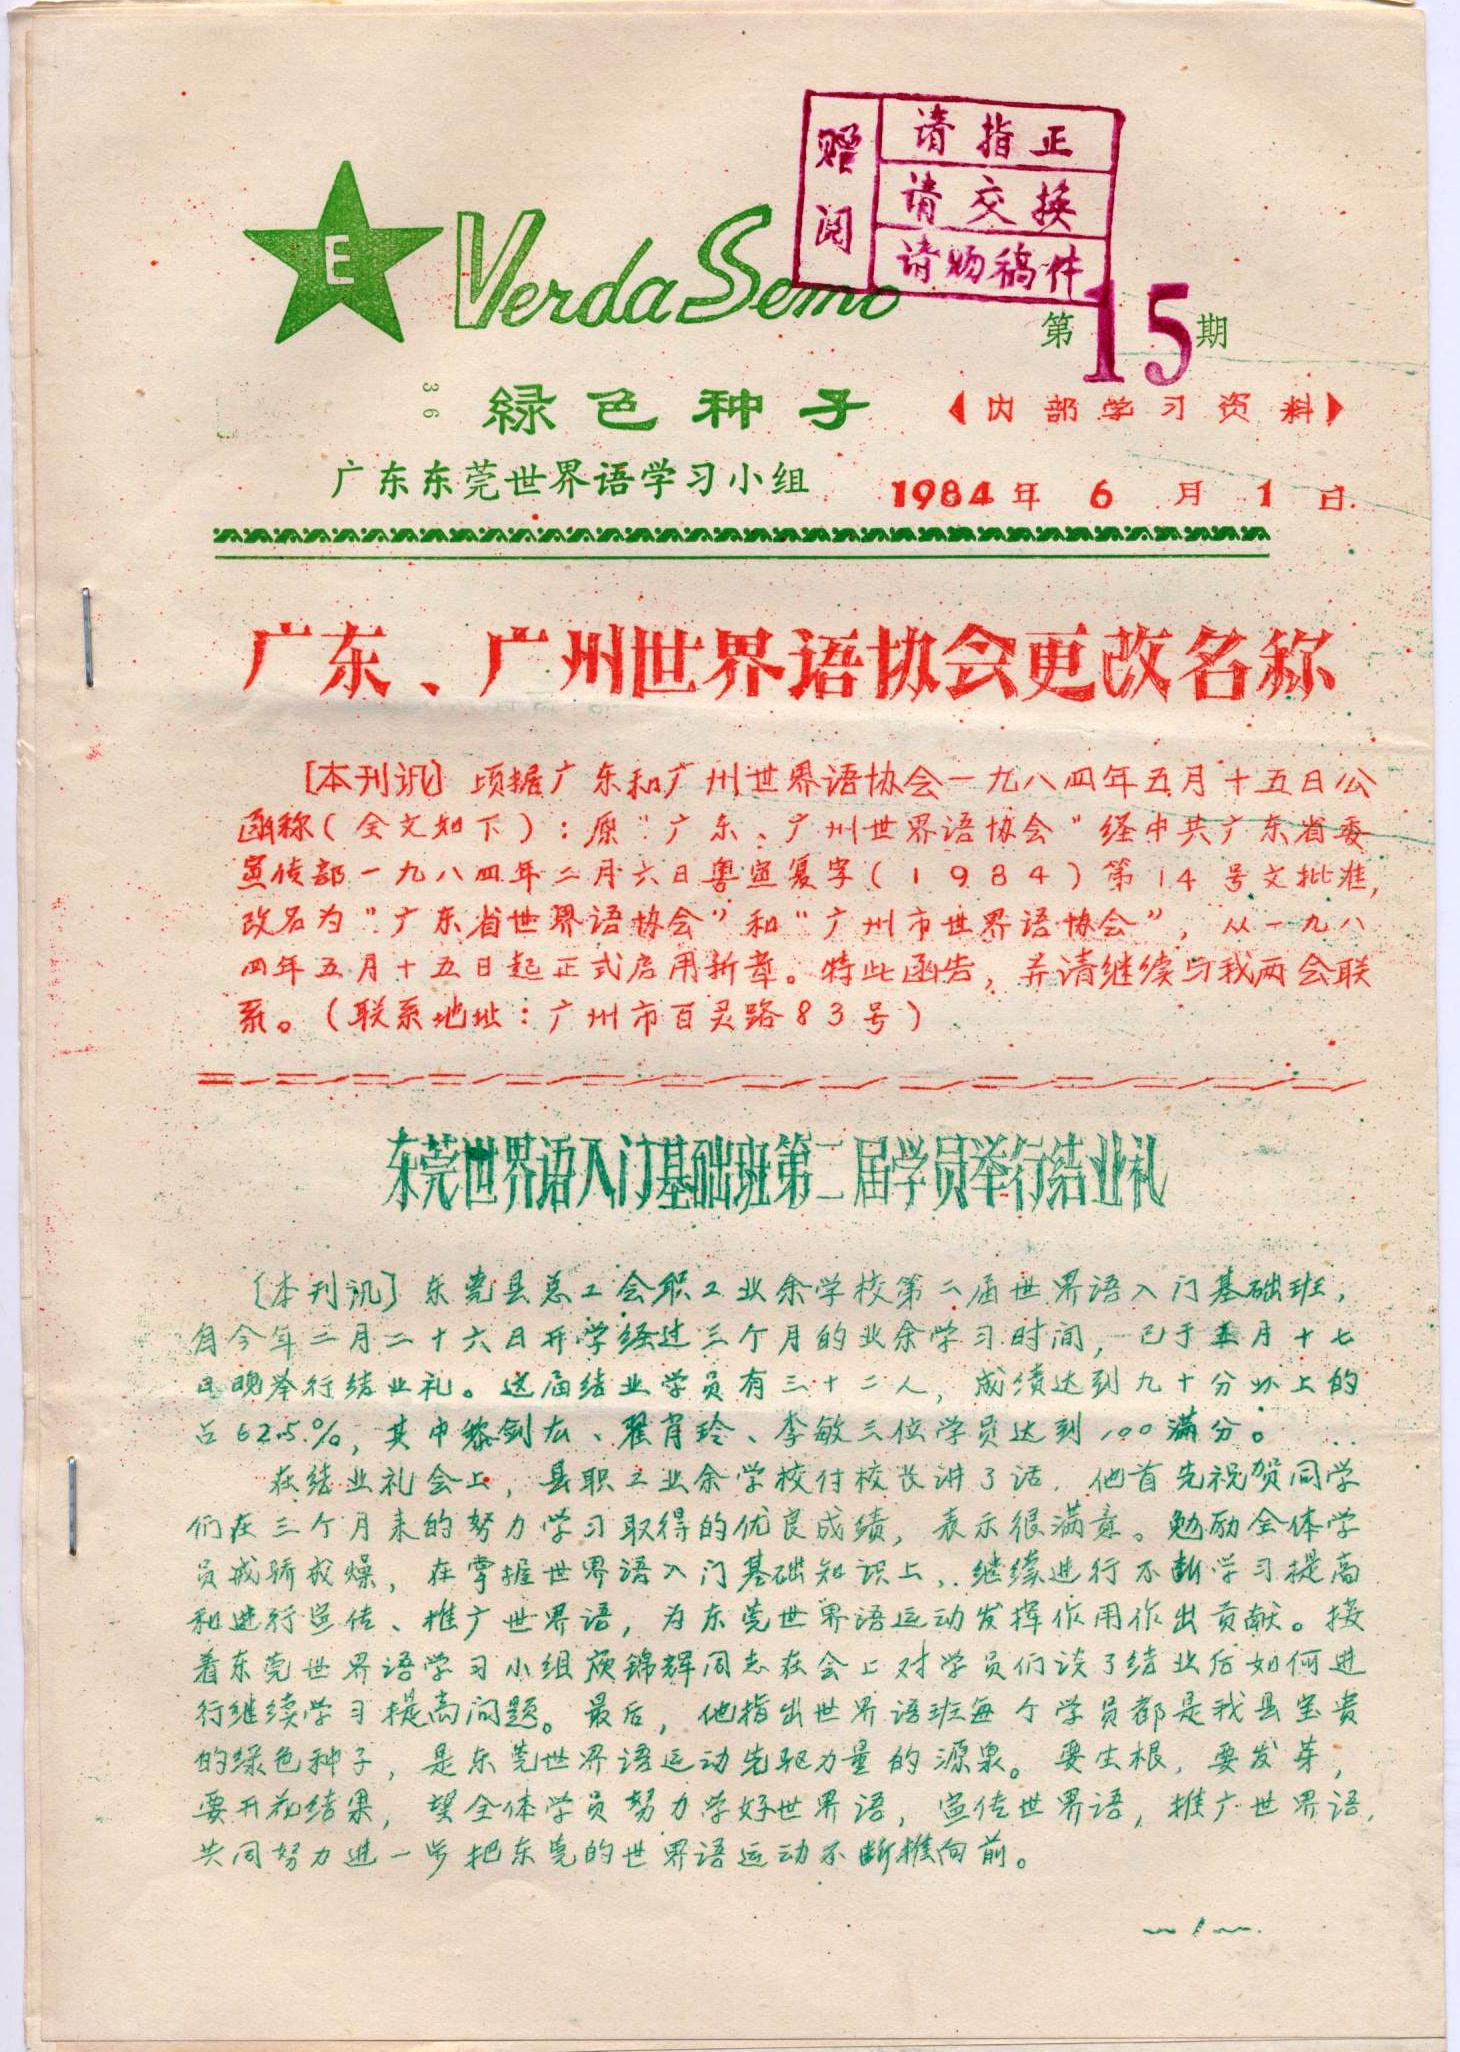 赠阅
请指正
请交换
请赐稿件
E
Verda Semo
第15期
36
緑色种子
《内部学习资料》
广东东莞世界语学习小组
1984年6月1日
广东、广州世界语协会更改名称
〔本刊讯〕顷据广东和广州世界语协会一九八四年五月十五日公
函称(全文如下):原"广东、广州世界语协会"经中共广东省委
宣传部一九八四年二月六日粤宣复字(1984)第14号文批准,
改名为"广东省世界语协会"和"广州市世界语协会",从一九八
四年五月十五日起正式启用新章。特此函告,并请继续与我两会联
系。(联系地址:广州市百灵路83号)
东莞世界语入门基础班第二届学员举行结业礼
〔本刊讯〕东莞县总工会职工业余学校第二届世界语入门基础班,
自今年二月二十六日开学经过三个月的业余学习时间,已于五月十七
日晚举行结业礼。这届结业学员有三十二人,成绩达到九十分以上的
占62.5%,其中黎剑宏、翟肖玲、李敏三位学员达到100满分。
在结业礼会上,县职工业余学校付校长讲了话.他首先祝贺同学
们在三个月来的努力学习取得的优良成绩,表示很满意。勉励全体学
员戒骄戒燥,在掌握世界语入门基础知识上,继续进行不断学习提高
和进行宣传、推广世界语,为东莞世界语运动发挥作用作出贡献。接
着东莞世界语学习小组 锦辉同志在会上对学员们谈了结业后如何进
行继续学习提高问题。最后,他指出世界语班每个学员都是我县宝贵
的绿色种子,是东莞世界语运动先驱力量的源泉。要生根,要发芽,
要开花结果,望全体学员努力学好世界语,宣传世界语,推广世界语,
共同努力进一步把东莞的世界语运动不断推向前。
~1~